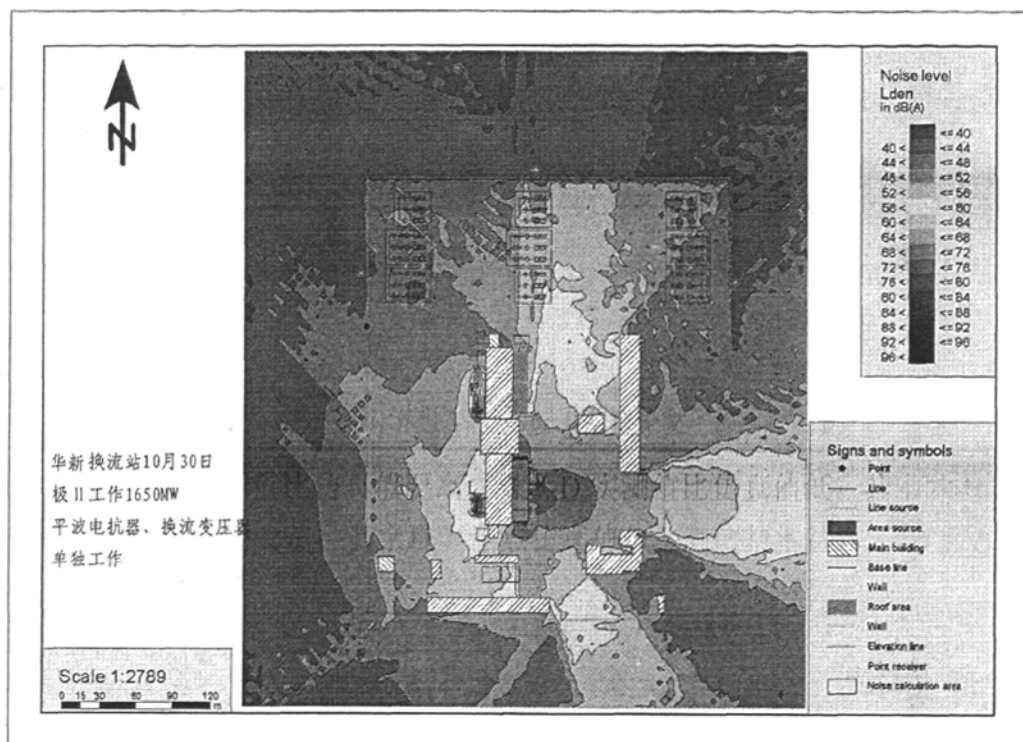 N
Noise level
Lden
in dB(A)
<= 40
40 < <= 44
44 < <= 48
48 < <= 52
52 < <= 56
56 < <= 60
60 < <= 64
64 < <= 68
68 < <= 72
72 < <= 76
76 < <= 80
80 < <= 84
84 < <= 88
88 < <= 92
92 < <= 96
96 <
华新换流站10月30日
极Ⅱ工作1650MW
平波电抗器、换流变压器
单独工作
Signs and symbols
Point
Line
Line source
Area source
Main building
Base line
Wall
Roof area
Wall
Elevation line
Point receiver
Noise calculation area
Scale 1:2789
0 15 30 60 90 120
m